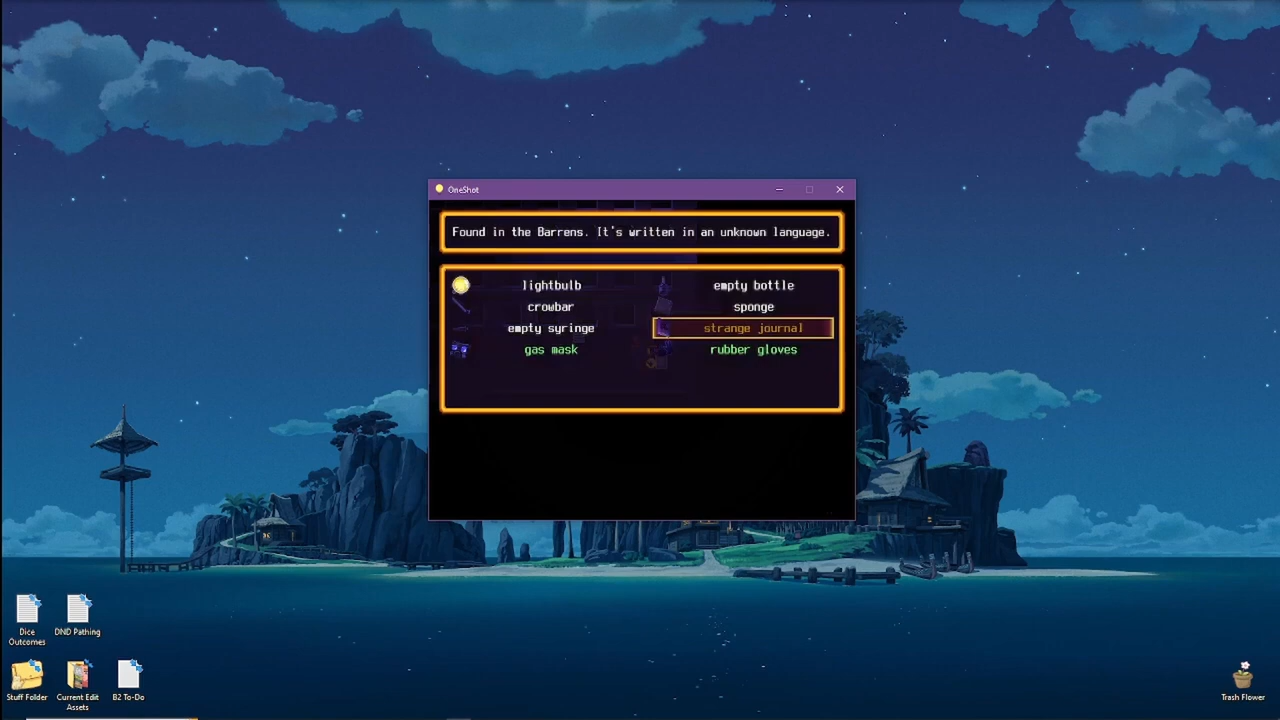 OneShot
Found in the Barrens. It's written in an unknown language.
lightbulb
empty bottle
crowbar
sponge
empty syringe
strange journal
gas mask
rubber gloves
Dice
Outcomes
DND Pathing
Stuff Folder
Current Edit
Assets
B2 To-Do
Trash Flower